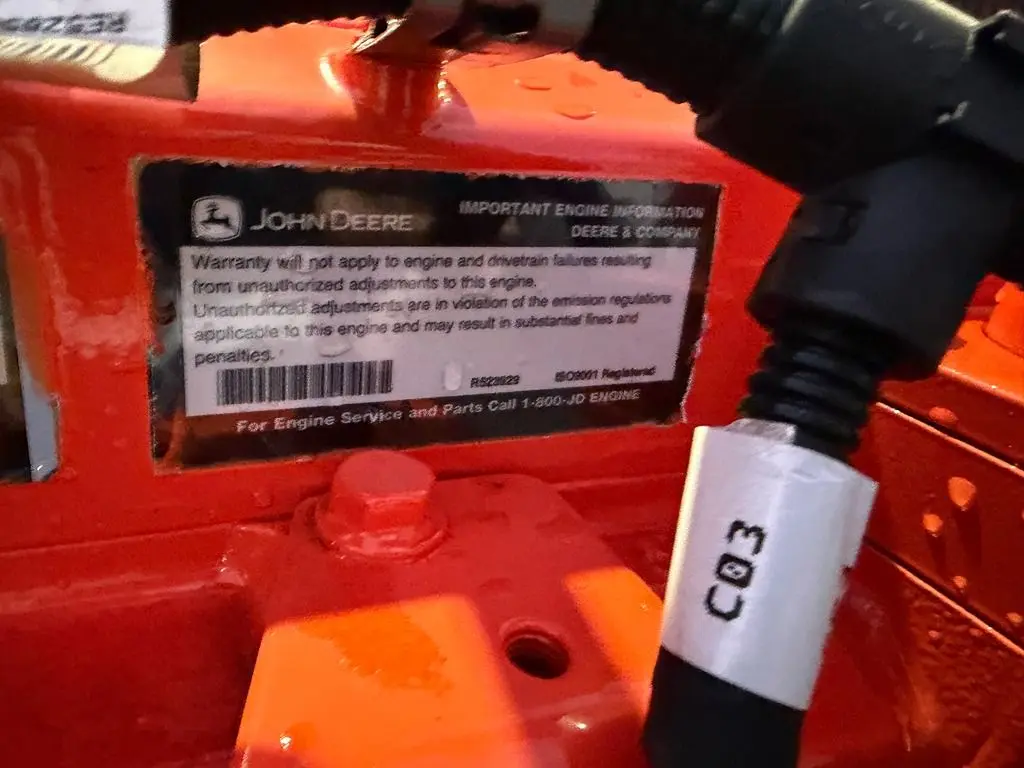 JOHN DEERE
IMPORTANT ENGINE INFORMATION
DEERE & COMPANY
Warranty will not apply to engine and drivetrain failures resulting
from unauthorized adjustments to this engine.
Unauthorized adjustments are in violation of the emission regulations
applicable to this engine and may result in substantial fines and
penalties.
ISO9001 Registered
For Engine Service and Parts Call 1-800-JD ENGINE
C03